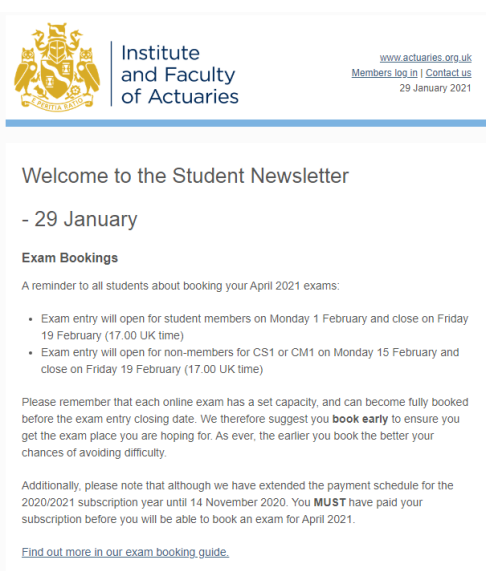 Institute
and Faculty
of Actuaries
E PERITIA RATIO
www.actuaries.org.uk
Members log in | Contact us
29 January 2021
Welcome to the Student Newsletter
- 29 January
Exam Bookings
A reminder to all students about booking your April 2021 exams:
• Exam entry will open for student members on Monday 1 February and close on Friday
19 February (17.00 UK time)
• Exam entry will open for non-members for CS1 or CM1 on Monday 15 February and
close on Friday 19 February (17.00 UK time)
Please remember that each online exam has a set capacity, and can become fully booked
before the exam entry closing date. We therefore suggest you book early to ensure you
get the exam place you are hoping for. As ever, the earlier you book the better your
chances of avoiding difficulty.
Additionally, please note that although we have extended the payment schedule for the
2020/2021 subscription year until 14 November 2020. You MUST have paid your
subscription before you will be able to book an exam for April 2021.
Find out more in our exam booking guide.